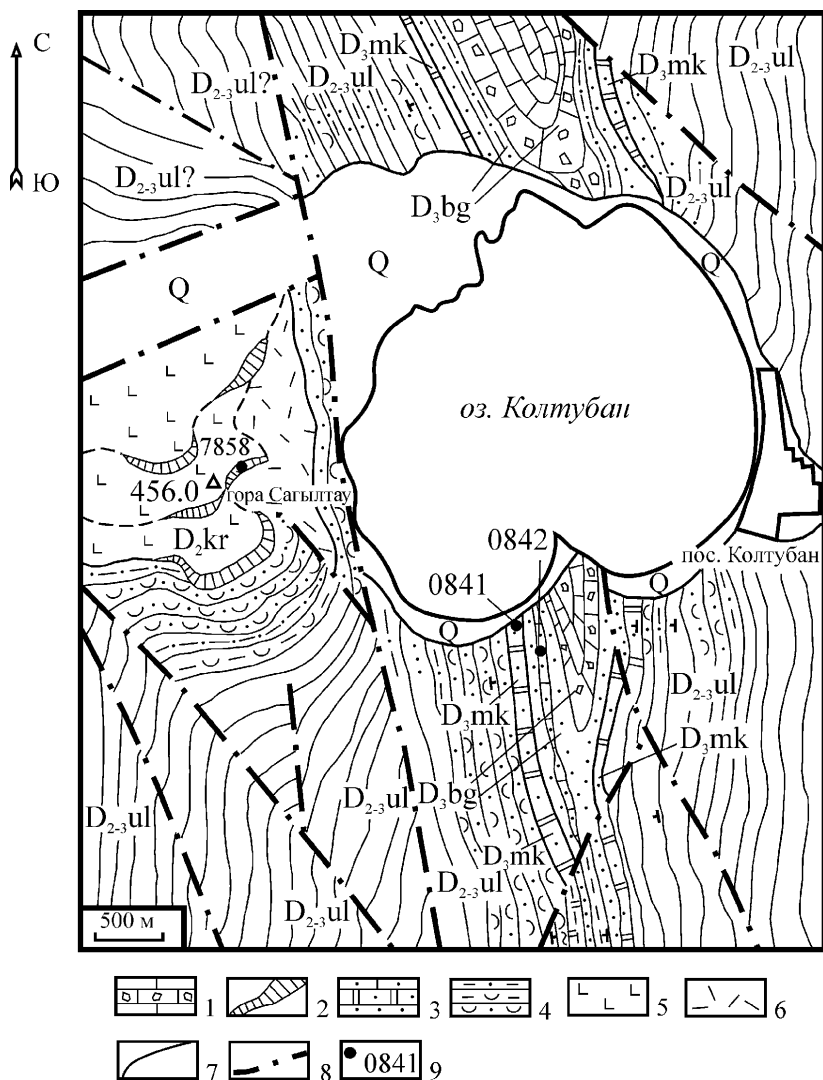 С
Ю
D₃mk
D₂₋₃ul?
D₂₋₃ul
D₃mk
D₂₋₃ul
D₂₋₃ul?
D₂₋₃ul
D₃bg
Q
Q
Q
оз. Колтубан
7858
456.0
гора Сагылтау
D₂kr
0842
пос. Колтубан
0841
Q
Q
D₂₋₃ul
D₃mk
D₃mk
D₃bg
D₂₋₃ul
D₂₋₃ul
D₃mk
D₂₋₃ul
D₂₋₃ul
500 м
1
2
3
4
5
6
7
8
0841 9